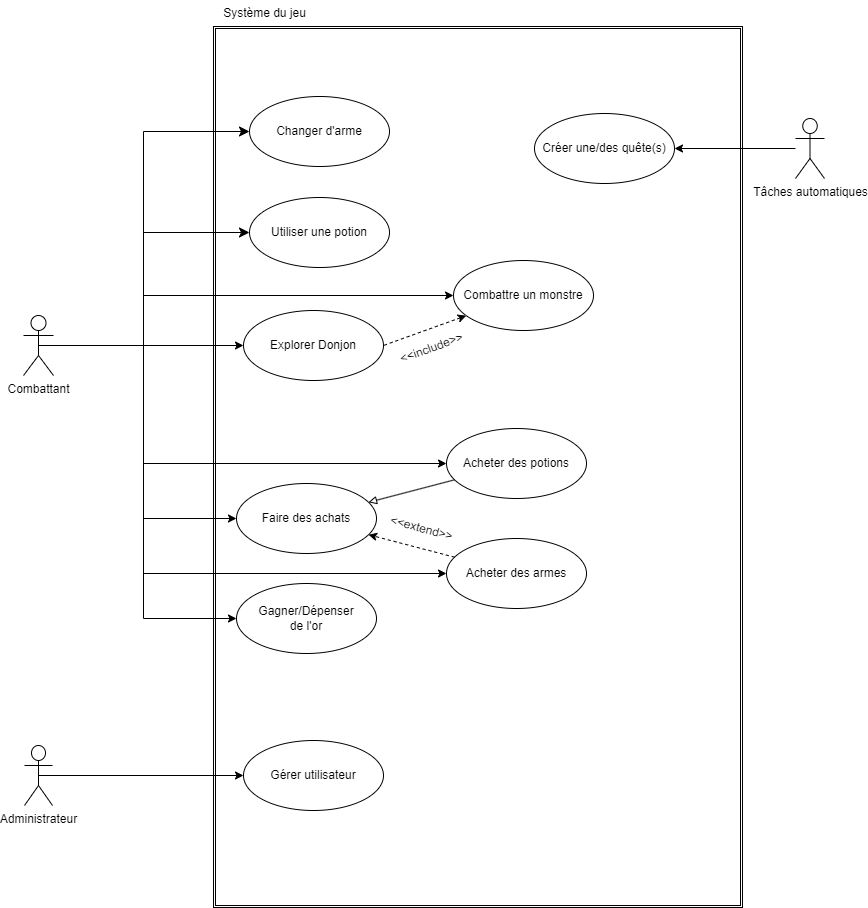 Système du jeu
Changer d'arme
Créer une/des quête(s)
Tâches automatiques
Utiliser une potion
Combattre un monstre
Explorer Donjon
<<include>>
Combattant
Acheter des potions
Faire des achats
<<extend>>
Acheter des armes
Gagner/Dépenser
de l'or
Gérer utilisateur
Administrateur